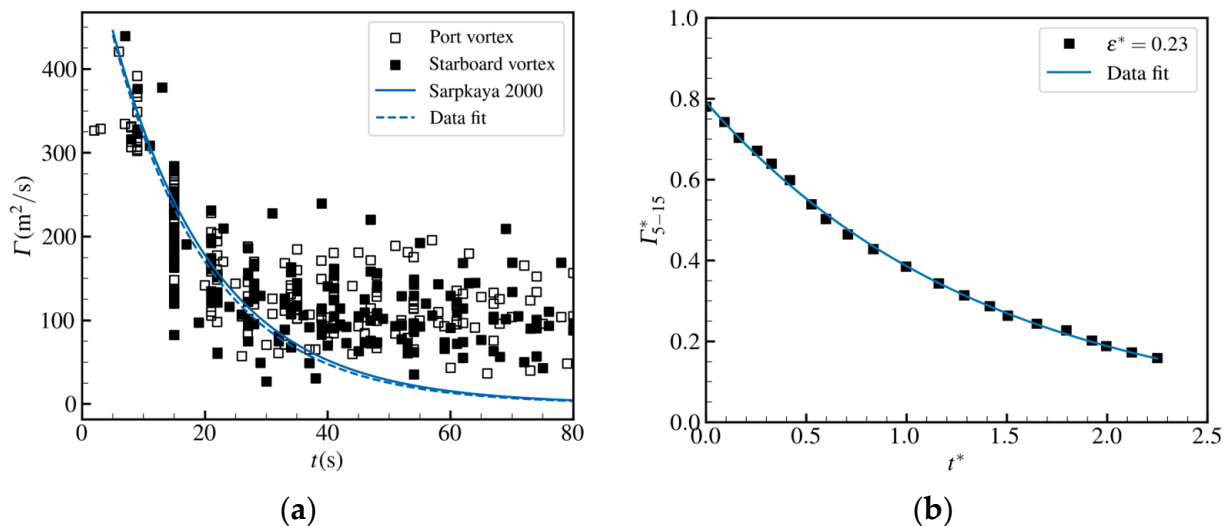 Port vortex
Starboard vortex
Sarpkaya 2000
Data fit
400
300
200
100
0
Γ(m²/s)
0 20 40 60 80
t(s)
(a)
ε* = 0.23
Data fit
1.0
0.8
0.6
0.4
0.2
0.0
Γ*₅₋₁₅
0.0 0.5 1.0 1.5 2.0 2.5
t*
(b)